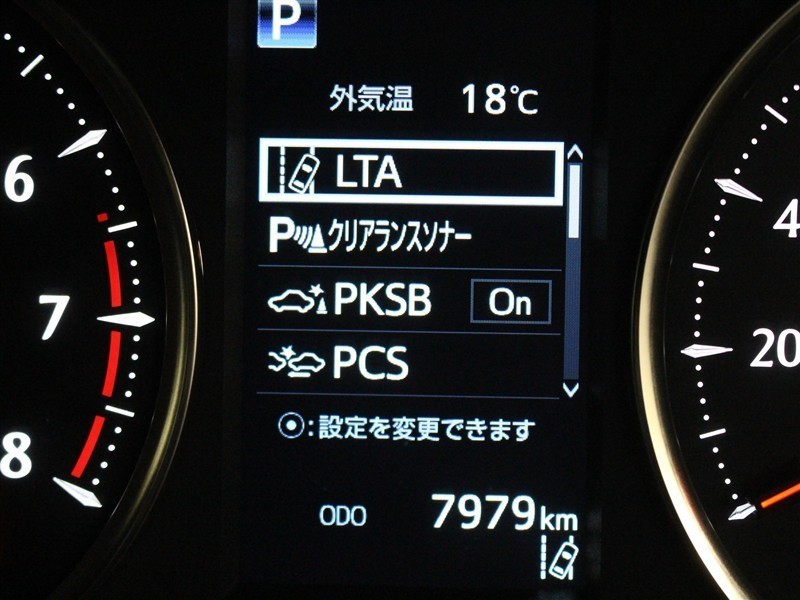 P
外気温 18℃
LTA
Pクリアランスソナー
PKSB On
PCS
:設定を変更できます
ODO 7979km
6
7
8
4
20